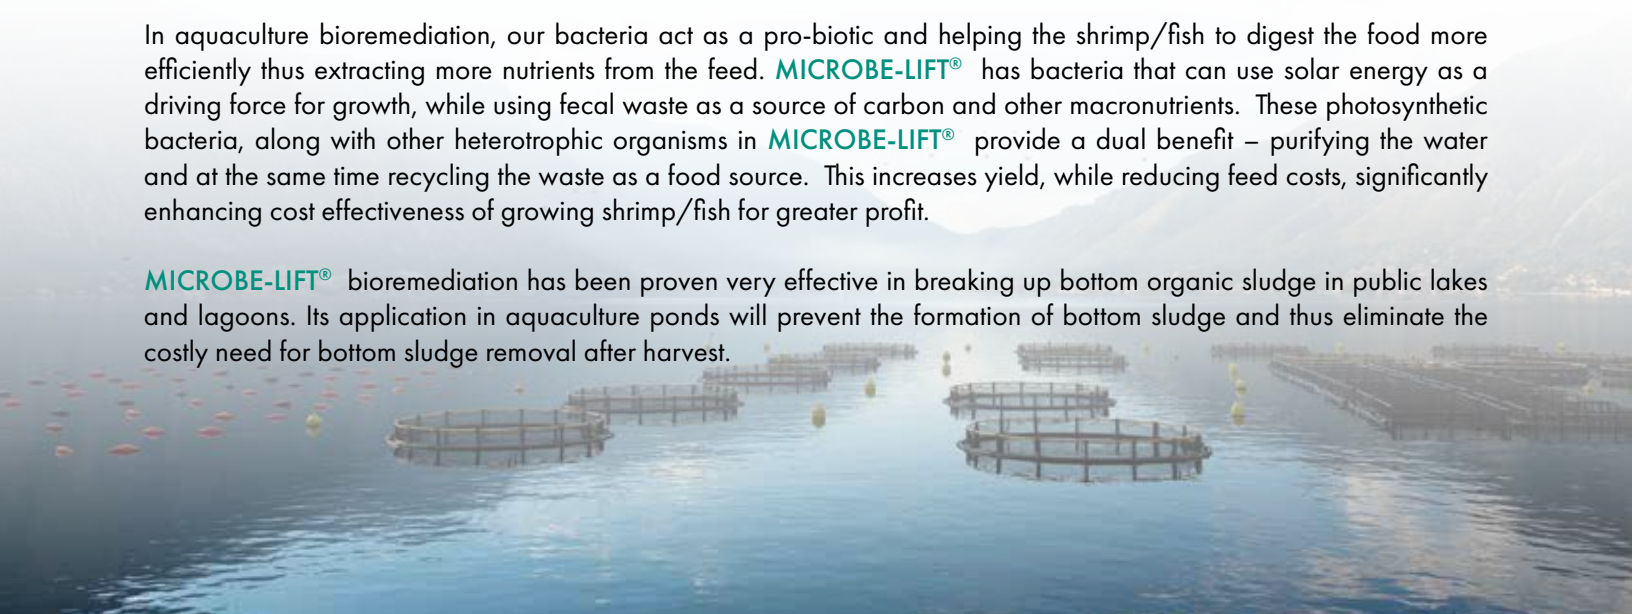 In aquaculture bioremediation, our bacteria act as a pro-biotic and helping the shrimp/fish to digest the food more
efficiently thus extracting more nutrients from the feed. MICROBE-LIFT® has bacteria that can use solar energy as a
driving force for growth, while using fecal waste as a source of carbon and other macronutrients. These photosynthetic
bacteria, along with other heterotrophic organisms in MICROBE-LIFT® provide a dual benefit – purifying the water
and at the same time recycling the waste as a food source. This increases yield, while reducing feed costs, significantly
enhancing cost effectiveness of growing shrimp/fish for greater profit.
MICROBE-LIFT® bioremediation has been proven very effective in breaking up bottom organic sludge in public lakes
and lagoons. Its application in aquaculture ponds will prevent the formation of bottom sludge and thus eliminate the
costly need for bottom sludge removal after harvest.